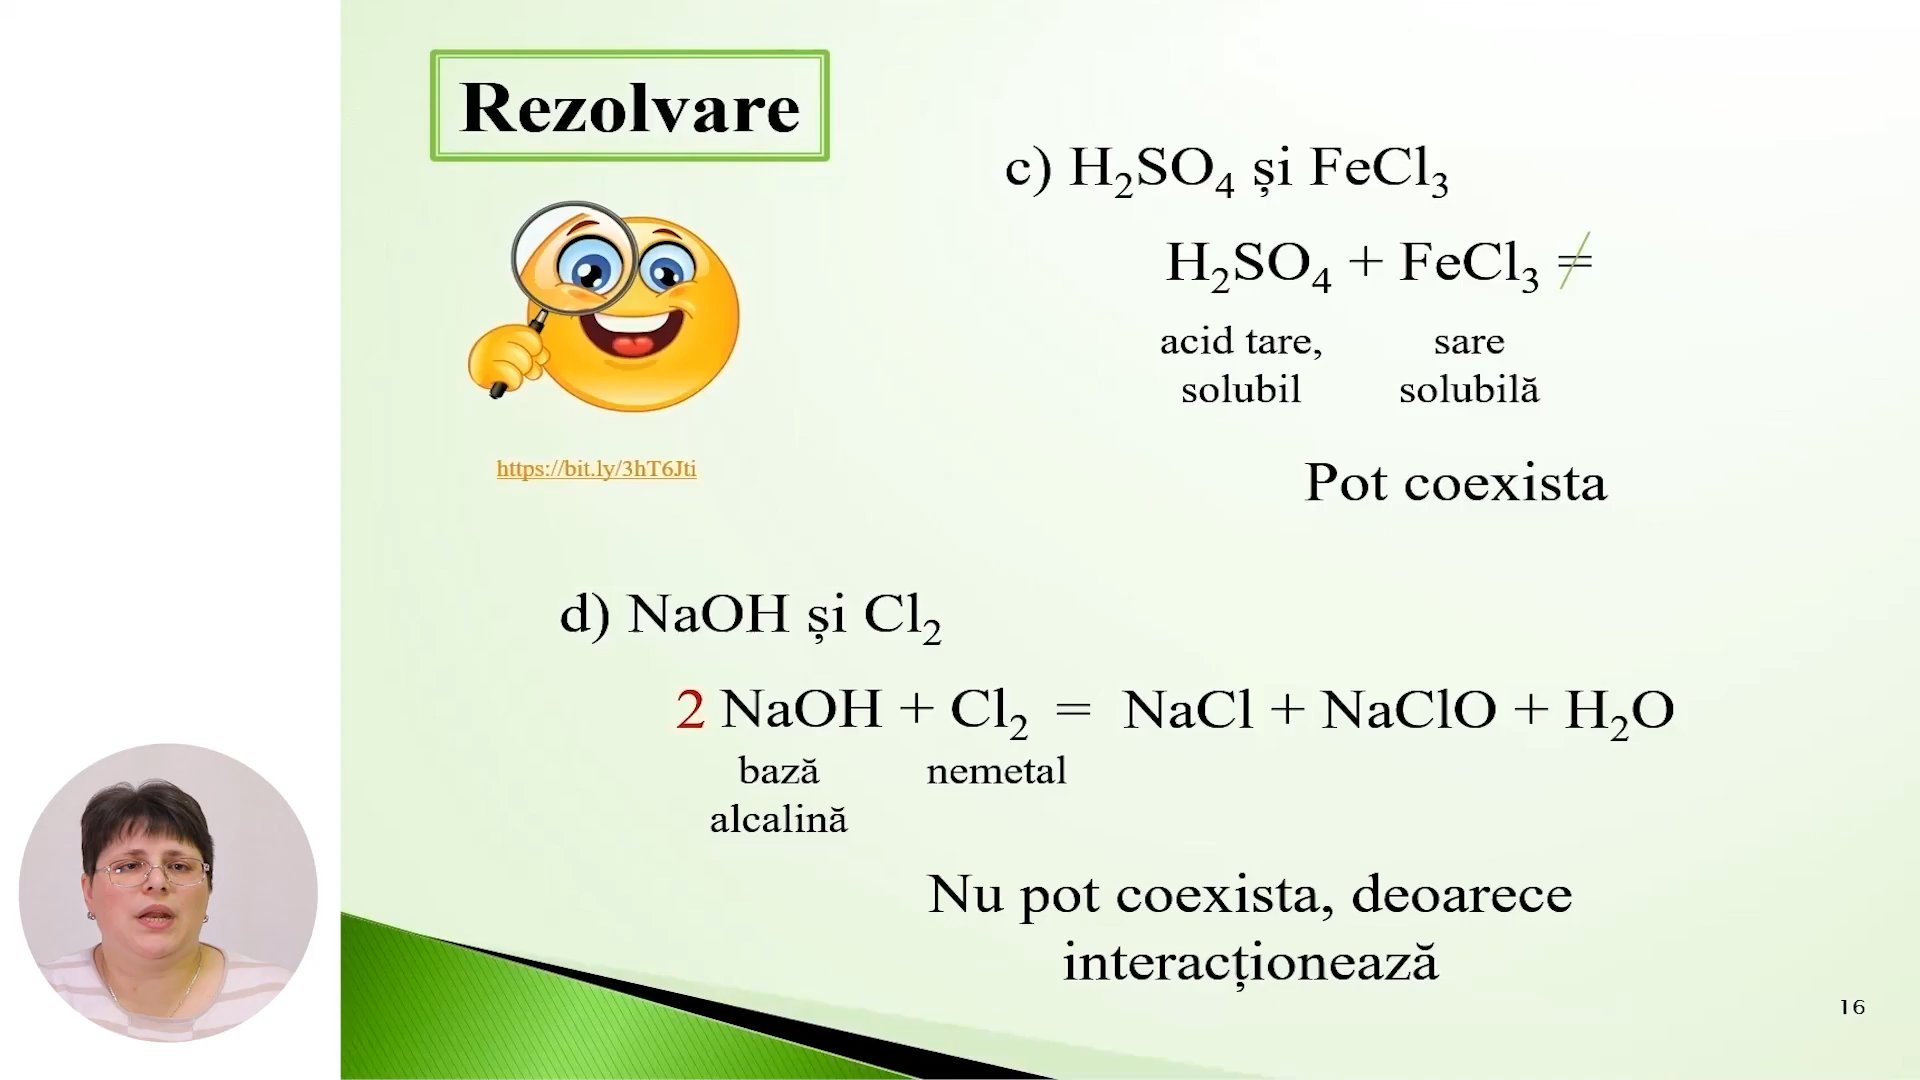 Rezolvare
c) H₂SO₄ și FeCl₃
H₂SO₄ + FeCl₃ ≠
acid tare, sare
solubil solubilă
https://bit.ly/3hT6Jti
Pot coexista
d) NaOH și Cl₂
2 NaOH + Cl₂ = NaCl + NaClO + H₂O
bază nemetal
alcalină
Nu pot coexista, deoarece
interacționează
16